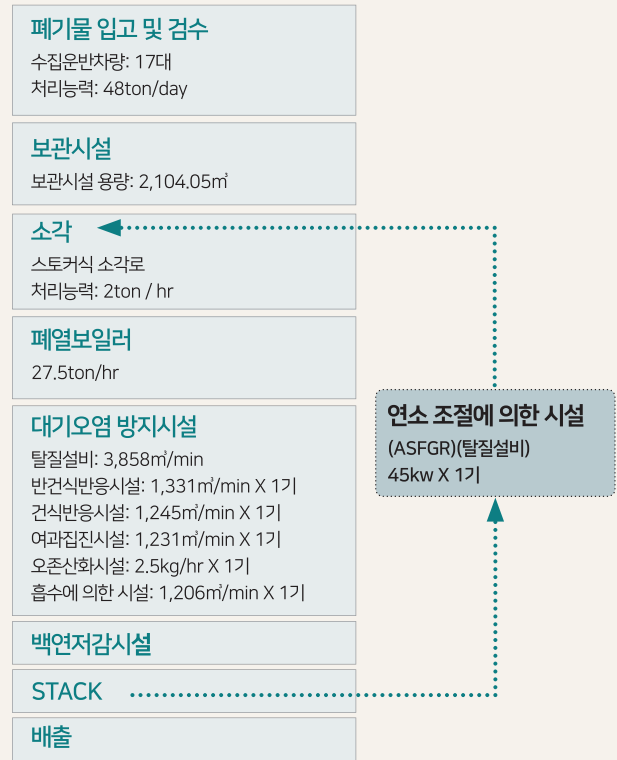 폐기물 입고 및 검수
수집운반차량: 17대
처리능력: 48ton/day
보관시설
보관시설 용량: 2,104.05㎥
소각
스토커식 소각로
처리능력: 2ton / hr
폐열보일러
27.5ton/hr
대기오염 방지시설
탈질설비: 3,858㎥/min
반건식반응시설: 1,331㎥/min X 1기
건식반응시설: 1,245㎥/min X 1기
여과집진시설: 1,231㎥/min X 1기
오존산화시설: 2.5kg/hr X 1기
흡수에 의한 시설: 1,206㎥/min X 1기
백연저감시설
STACK
배출
연소 조절에 의한 시설
(ASFGR)(탈질설비)
45kw X 1기